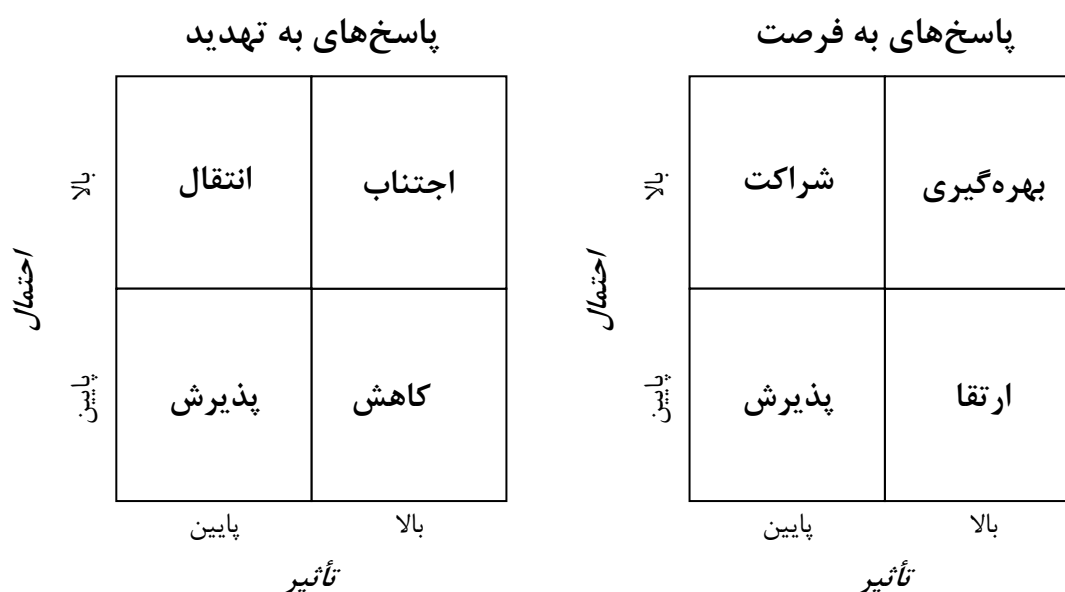 پاسخ‌های به تهدید
بالا
انتقال
اجتناب
احتمال
پایین
پذیرش
کاهش
پایین
بالا
تأثیر
پاسخ‌های به فرصت
بالا
شراکت
بهره‌گیری
احتمال
پایین
پذیرش
ارتقا
پایین
بالا
تأثیر